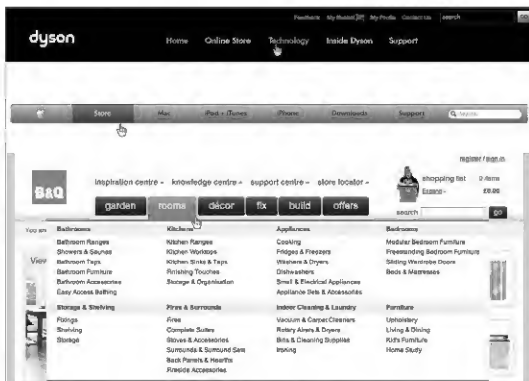 Feedback My Basket My Profile Contact Us search
dyson
Home Online Store Technology Inside Dyson Support
Store Mac iPod + iTunes iPhone Downloads Support Search
register / sign in
B&Q
inspiration centre knowledge centre support centre store locator
shopping list 0 items
Expand £0.00
garden rooms décor fix build offers
search go
You are
View
Bathrooms Kitchens Appliances Bedrooms
Bathroom Ranges Kitchen Ranges Cooking Modular Bedroom Furniture
Showers & Saunas Kitchen Worktops Fridges & Freezers Freestanding Bedroom Furniture
Bathroom Taps Kitchen Sinks & Taps Washers & Dryers Sliding Wardrobe Doors
Bathroom Furniture Finishing Touches Dishwashers Beds & Mattresses
Bathroom Accessories Storage & Organisation Small & Electrical Appliances
Easy Access Bathing Appliance Sets & Accessories
Storage & Shelving Fires & Surrounds Indoor Cleaning & Laundry Furniture
Fixings Fires Vacuum & Carpet Cleaners Upholstery
Shelving Complete Suites Rotary Airers & Dryers Living & Dining
Storage Stoves & Accessories Bins & Cleaning Supplies Kid's Furniture
Surrounds & Surround Sets Ironing Home Study
Back Panels & Hearths
Fireside Accessories